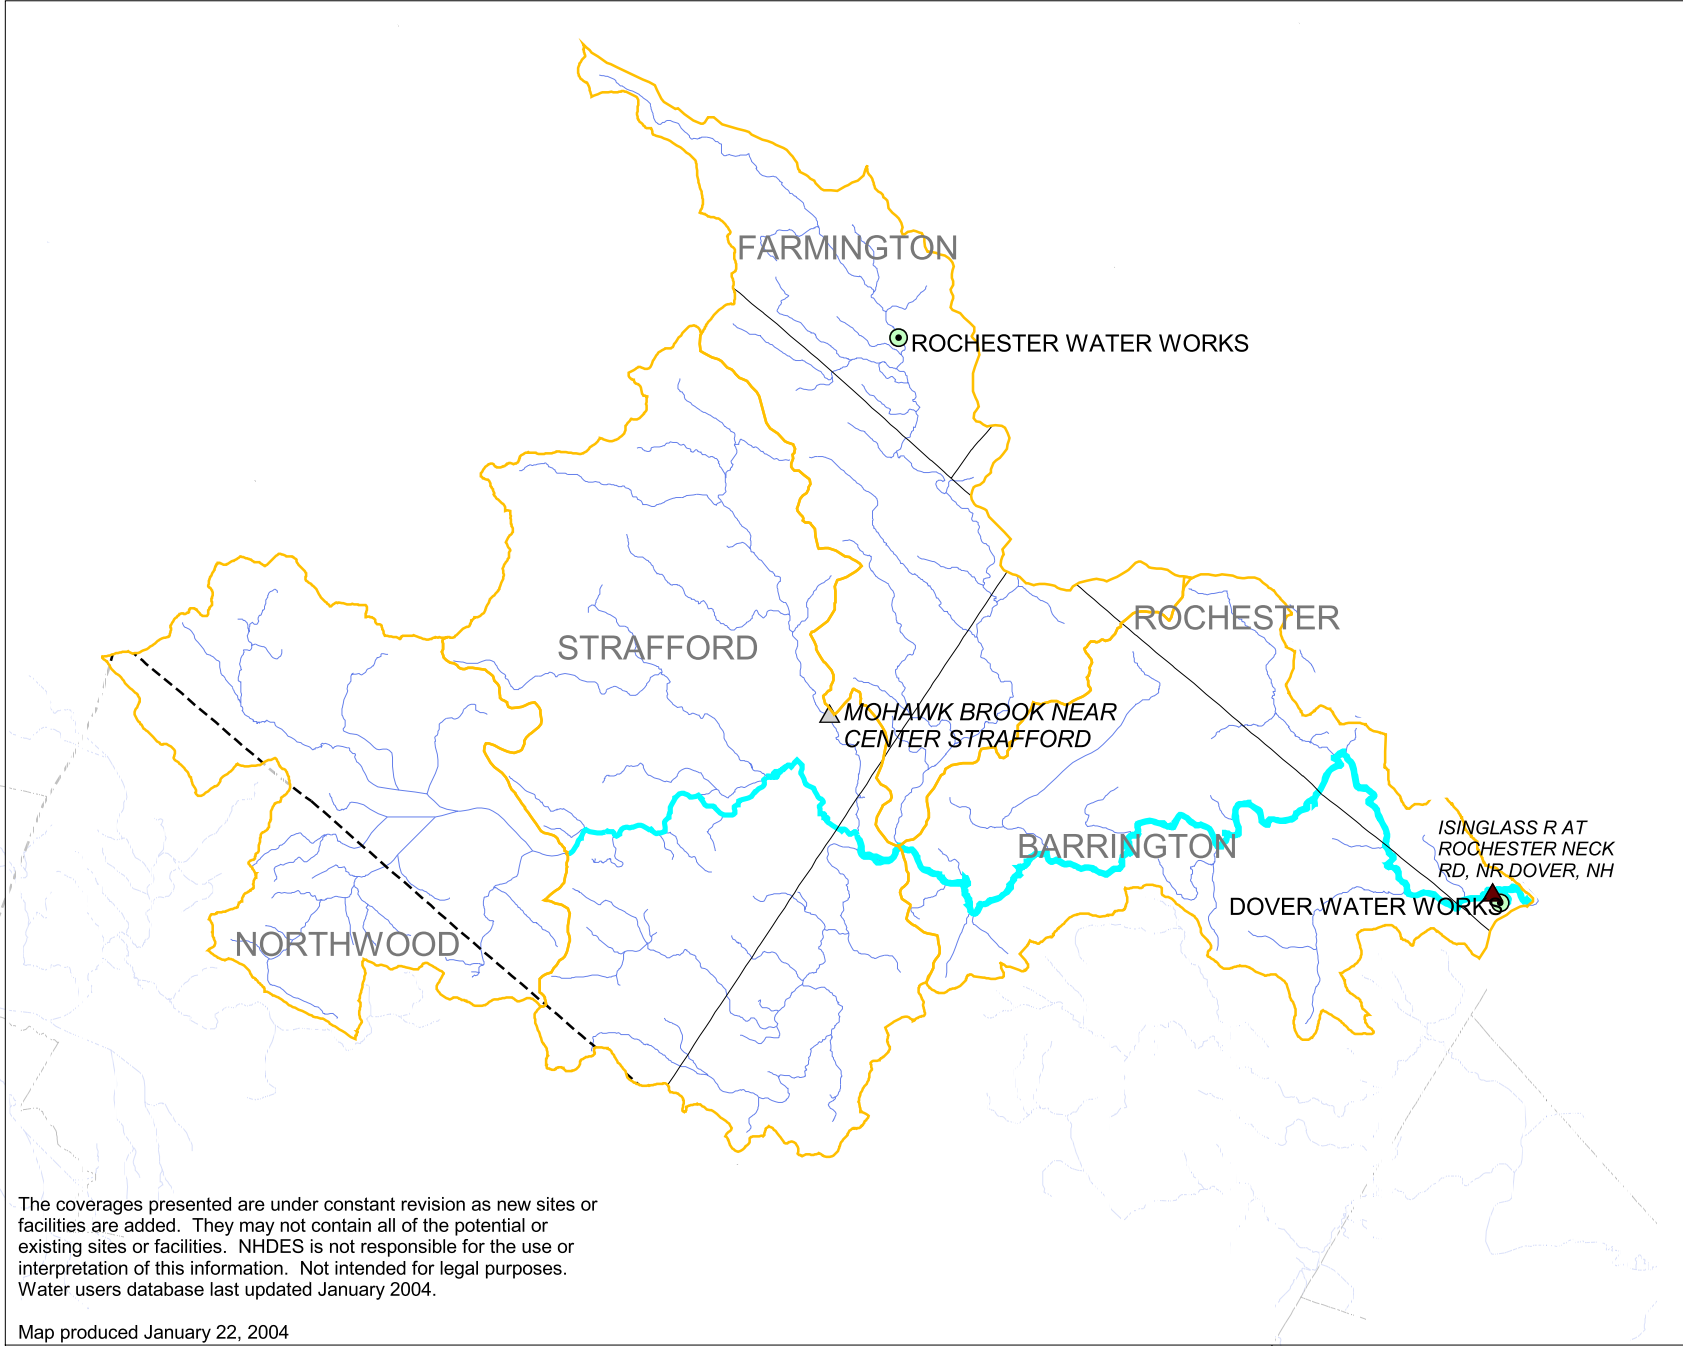 FARMINGTON
ROCHESTER WATER WORKS
ROCHESTER
STRAFFORD
MOHAWK BROOK NEAR
CENTER STRAFFORD
ISINGLASS R AT
ROCHESTER NECK
RD, NR DOVER, NH
BARRINGTON
DOVER WATER WORKS
NORTHWOOD
The coverages presented are under constant revision as new sites or
facilities are added.  They may not contain all of the potential or
existing sites or facilities.  NHDES is not responsible for the use or
interpretation of this information.  Not intended for legal purposes.
Water users database last updated January 2004.
Map produced January 22, 2004